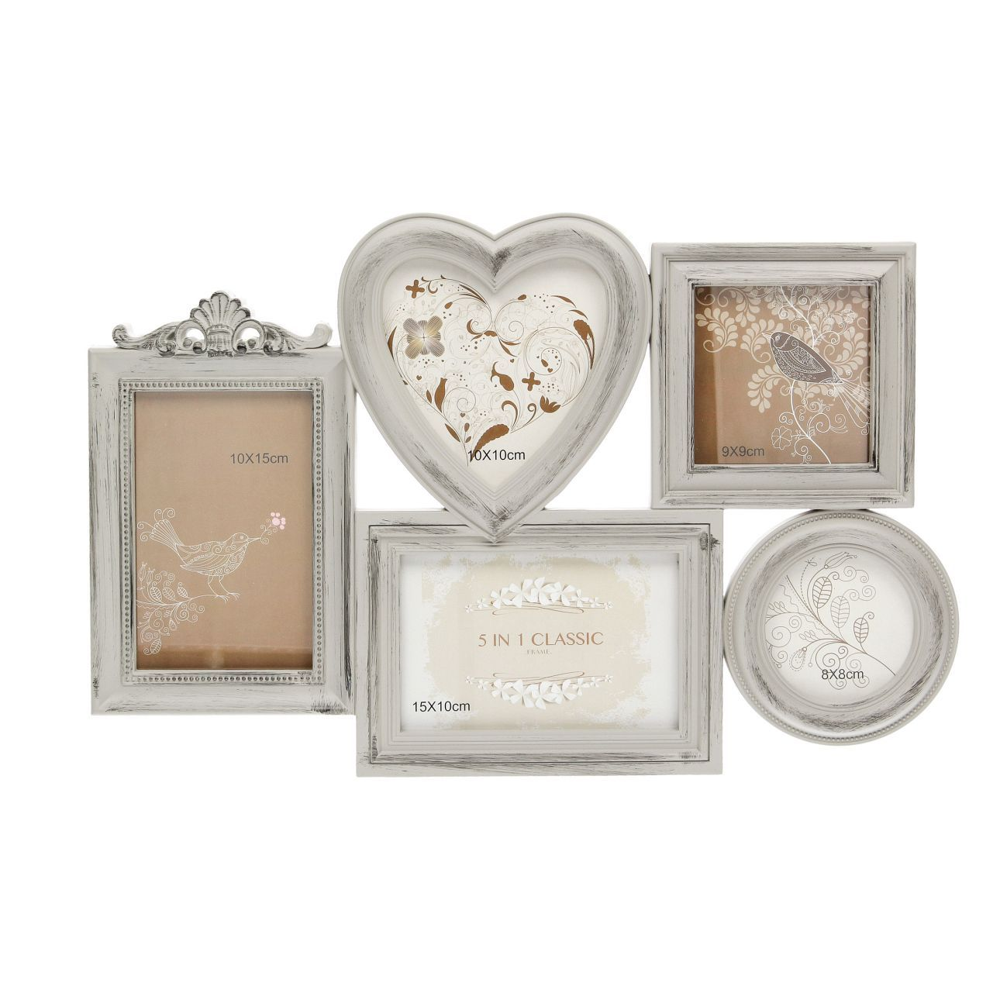 10X15cm
10X10cm
9X9cm
5 IN 1 CLASSIC
FRAME
15X10cm
8X8cm